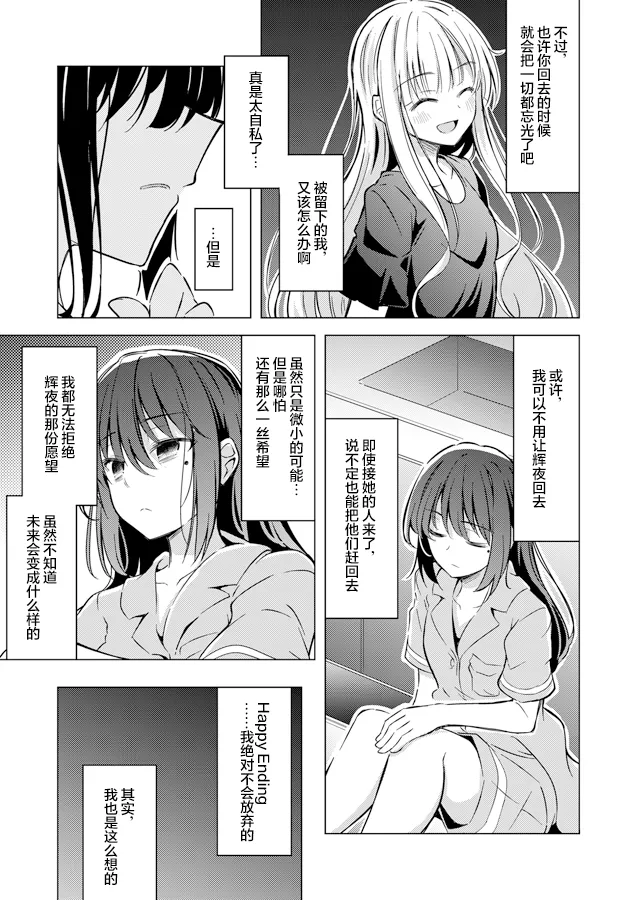 不过，
也许你回去的时候
就会把一切都忘光了吧
被留下的我，
又该怎么办啊
真是太自私了…
…但是
或许，
我可以不用让辉夜回去
即使接她的人来了，
说不定也能把他们赶回去
虽然只是微小的可能…
但是哪怕
还有那么一丝希望
我都无法拒绝
辉夜的那份愿望
虽然不知道
未来会变成什么样的
Happy Ending
……我绝对不会放弃的
其实，
我也是这么想的